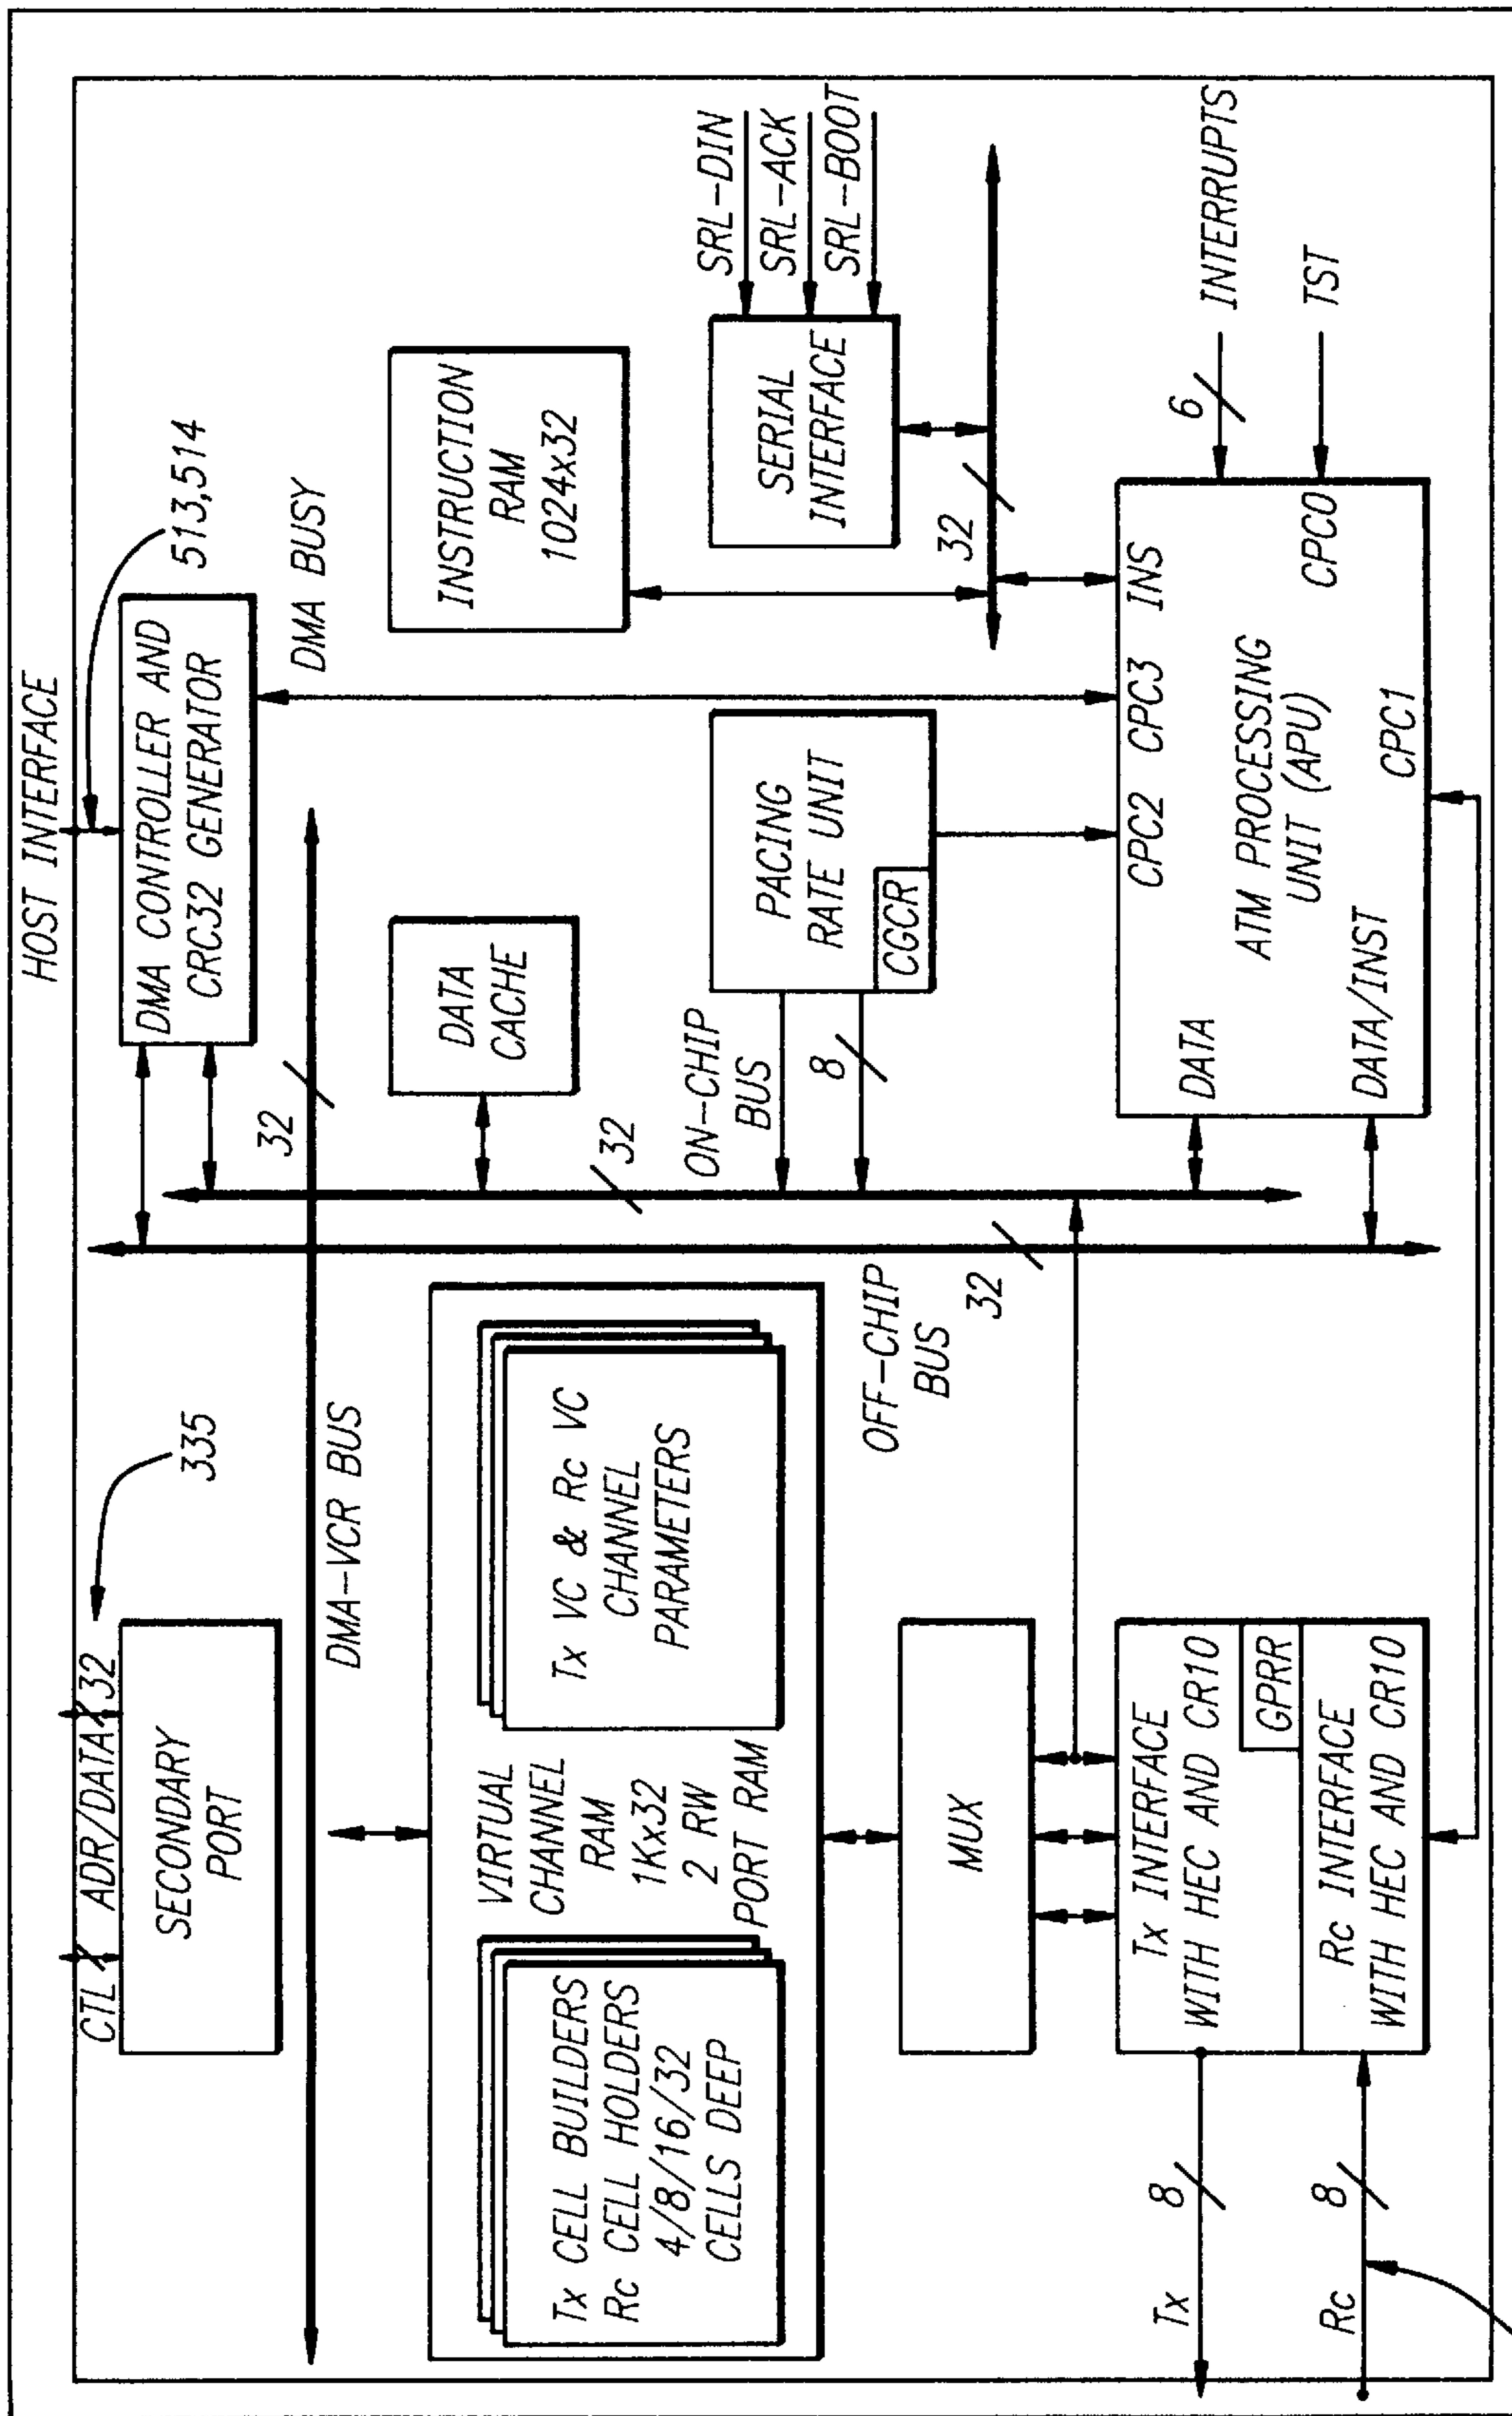 HOST INTERFACE
513,514
DMA CONTROLLER AND
CRC32 GENERATOR
DMA BUSY
CTL
ADR/DATA
32
335
SECONDARY
PORT
32
DMA-VCR BUS
INSTRUCTION
RAM
1024x32
DATA
CACHE
32
VIRTUAL
CHANNEL
RAM
1Kx32
2 RW
PORT RAM
Tx CELL BUILDERS
Rc CELL HOLDERS
4/8/16/32
CELLS DEEP
Tx VC & Rc VC
CHANNEL
PARAMETERS
ON-CHIP
BUS
8
PACING
RATE UNIT
CGCR
SRL-DIN
SRL-ACK
SRL-BOOT
SERIAL
INTERFACE
32
OFF-CHIP
BUS
32
MUX
Tx INTERFACE
WITH HEC AND CR10
GPRR
Rc INTERFACE
WITH HEC AND CR10
Tx
8
Rc
8
CPC2
CPC3
INS
DATA
ATM PROCESSING
UNIT (APU)
CPC0
DATA/INST
CPC1
6
INTERRUPTS
TST